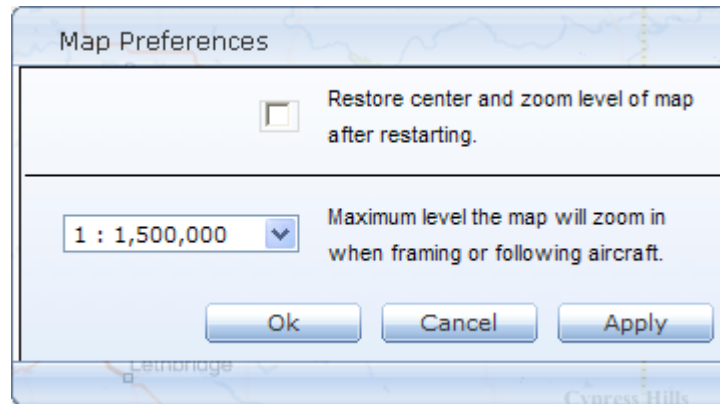 Map Preferences
Restore center and zoom level of map
after restarting.
1 : 1,500,000
Maximum level the map will zoom in
when framing or following aircraft.
Ok
Cancel
Apply
Lethbridge
Cypress Hills